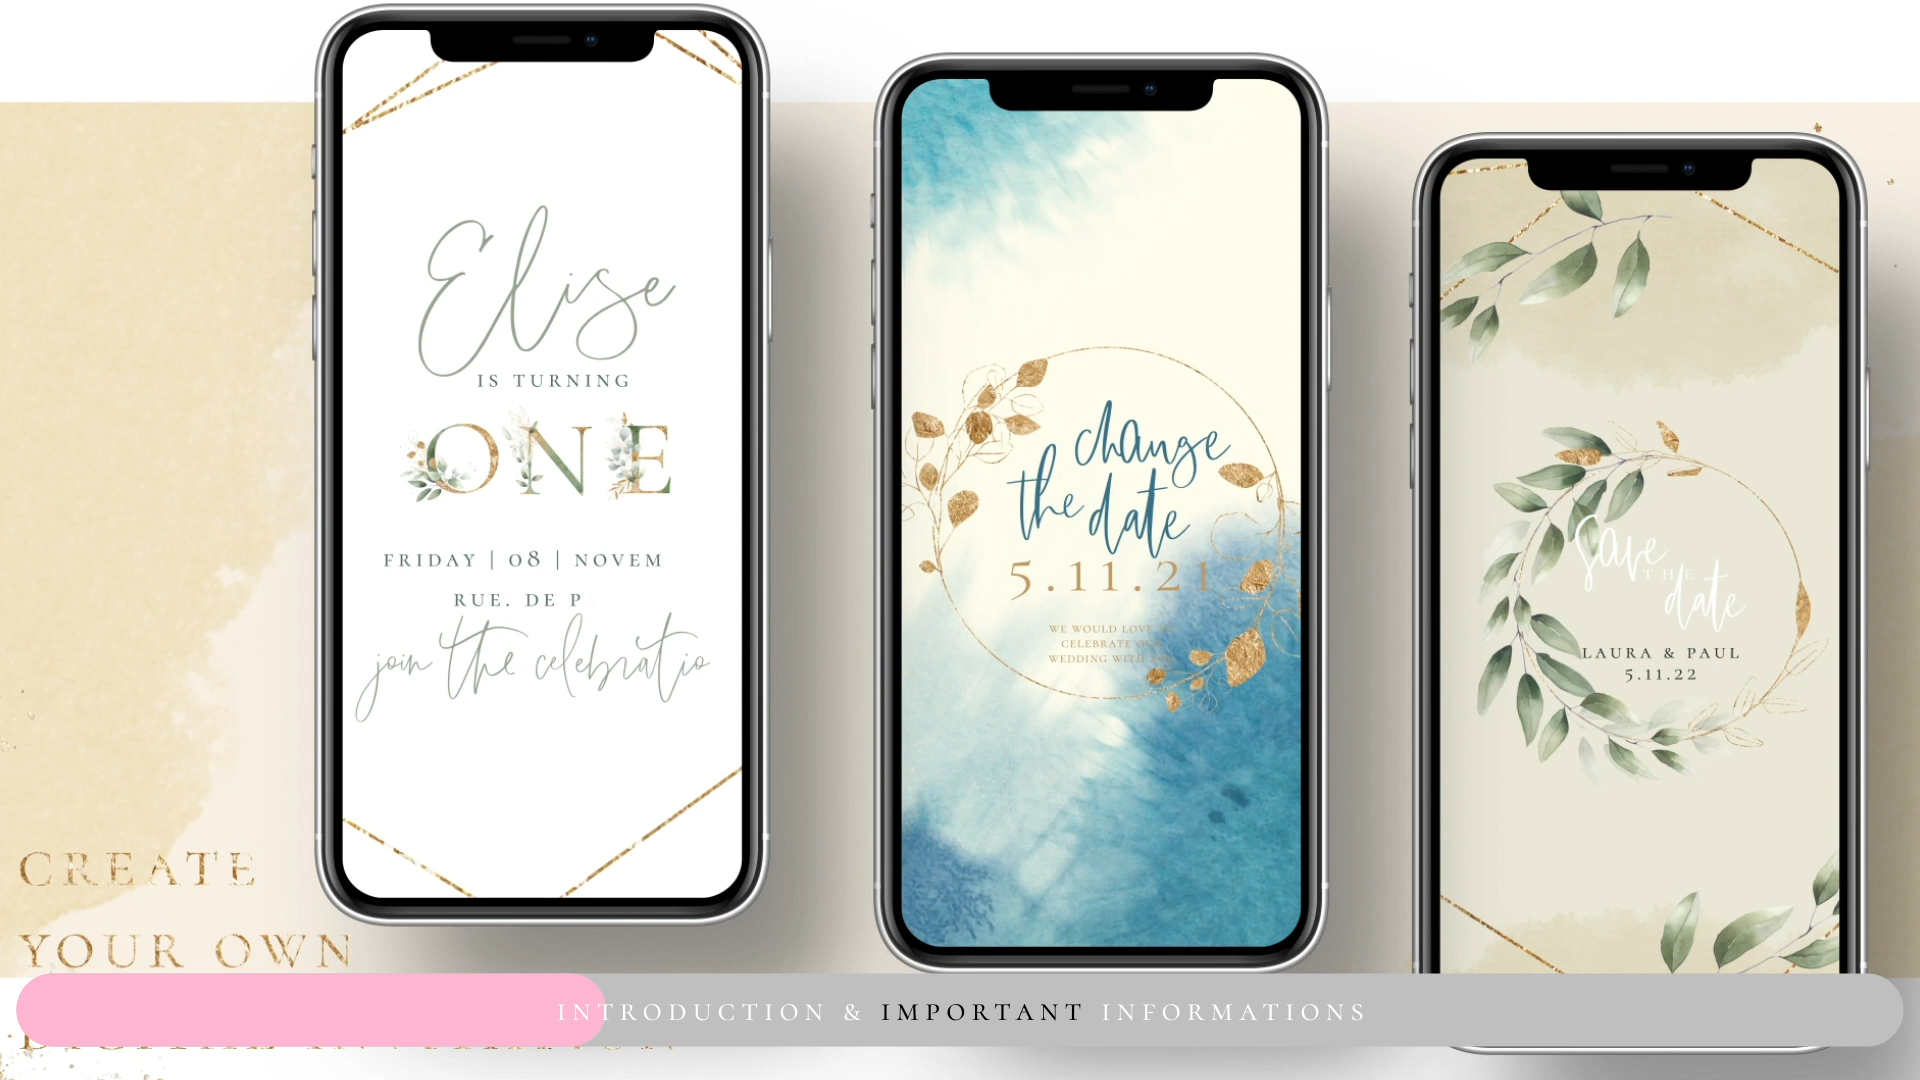 Elise
IS TURNING
ONE
FRIDAY | 08 | NOVEM
RUE. DE P
join the celebratio
change
the date
5.11.21
WE WOULD LOVE
CELEBRATE
WEDDING WITH
save
THE
date
LAURA & PAUL
5.11.22
CREATE
YOUR OWN
INTRODUCTION & IMPORTANT INFORMATIONS